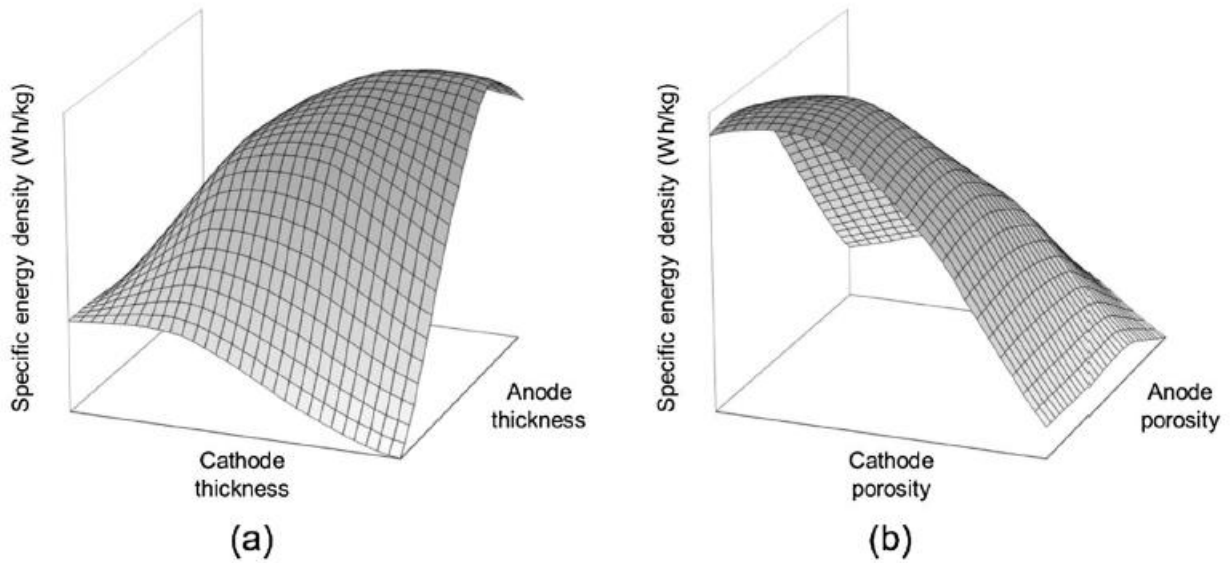 Specific energy density (Wh/kg)
Cathode
thickness
Anode
thickness
(a)
Specific energy density (Wh/kg)
Cathode
porosity
Anode
porosity
(b)